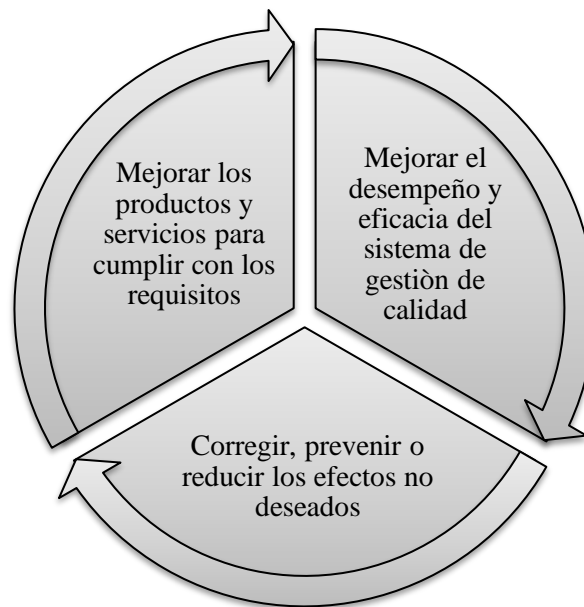 Mejorar los
productos y
servicios para
cumplir con los
requisitos
Mejorar el
desempeño y
eficacia del
sistema de
gestiòn de
calidad
Corregir, prevenir o
reducir los efectos no
deseados